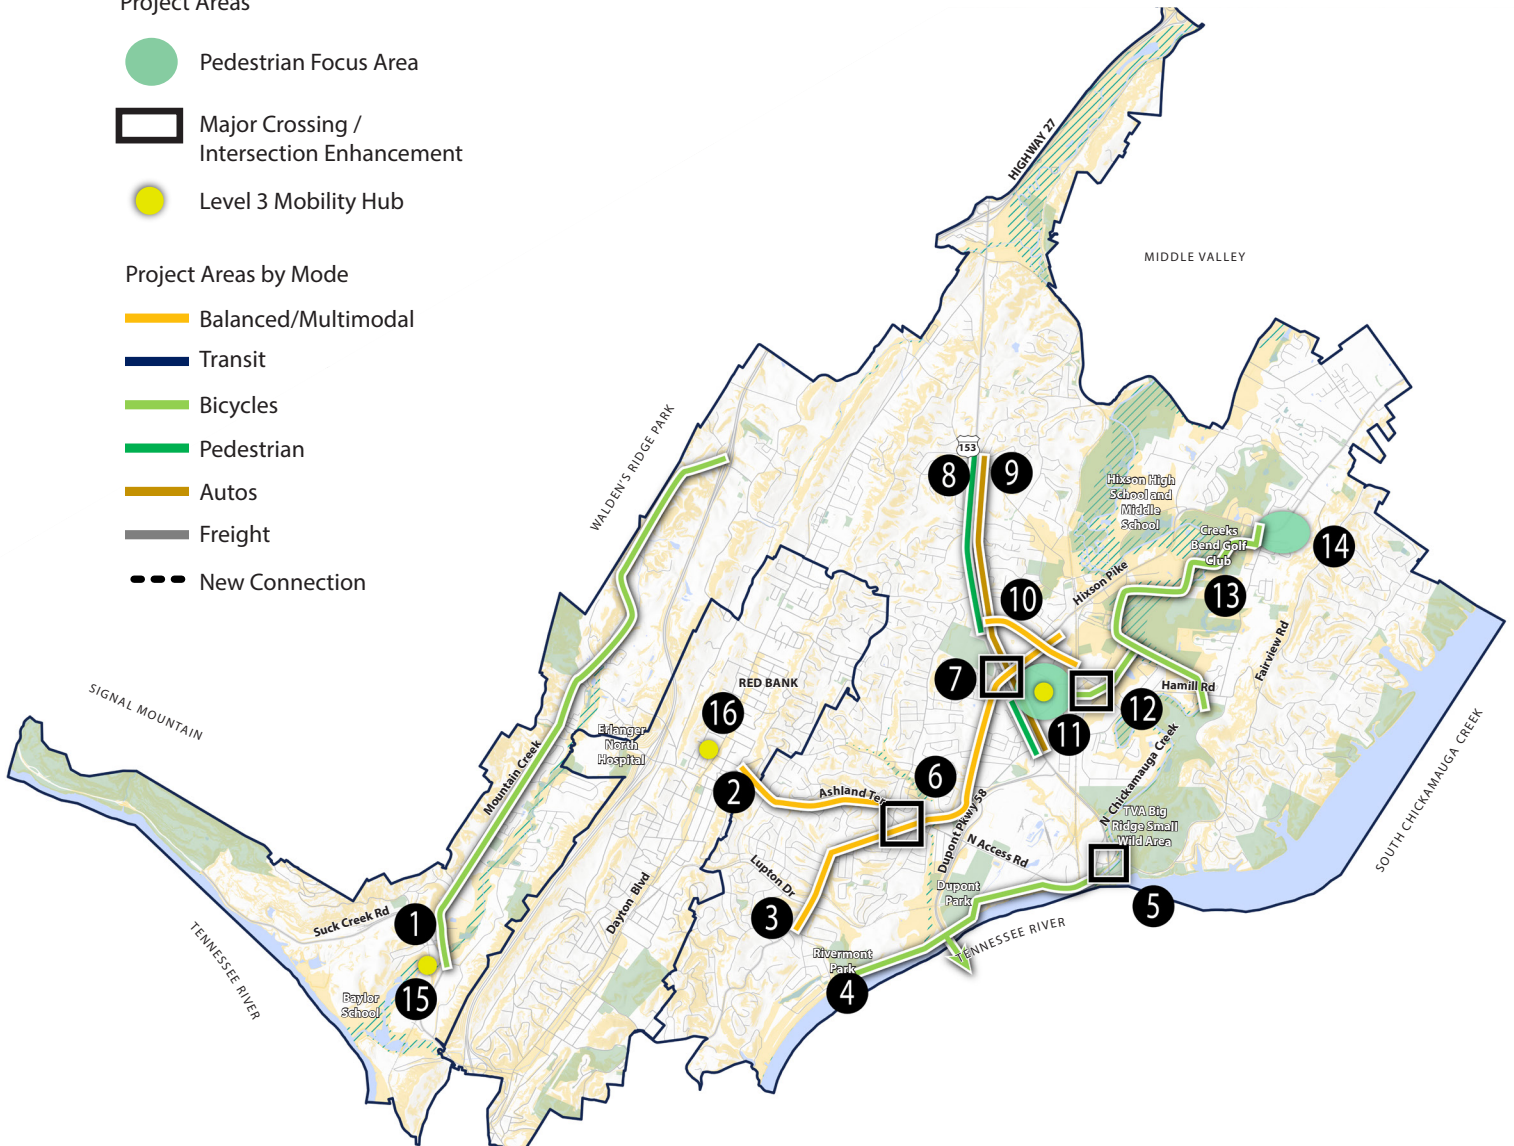 Project Areas
Pedestrian Focus Area
Major Crossing /
Intersection Enhancement
Level 3 Mobility Hub
Project Areas by Mode
Balanced/Multimodal
Transit
Bicycles
Pedestrian
Autos
Freight
New Connection
HIGHWAY 27
MIDDLE VALLEY
WALDEN'S RIDGE PARK
153
8
9
Hixson High
School and
Middle
School
Creeks
Bend Golf
Club
14
13
Hixson Pike
10
Fairview Rd
7
Hamill Rd
12
11
RED BANK
16
SIGNAL MOUNTAIN
Erlanger
North
Hospital
Mountain Creek
2
Ashland Te
6
N Chickamauga Creek
SOUTH CHICKAMAUGA CREEK
Dupont Pkwy 58
TVA Big
Ridge Small
Wild Area
N Access Rd
Lupton Dr
Dayton Blvd
3
Dupont
Park
5
Suck Creek Rd
1
TENNESSEE RIVER
TENNESSEE RIVER
Rivermont
Park
4
15
Baylor
School